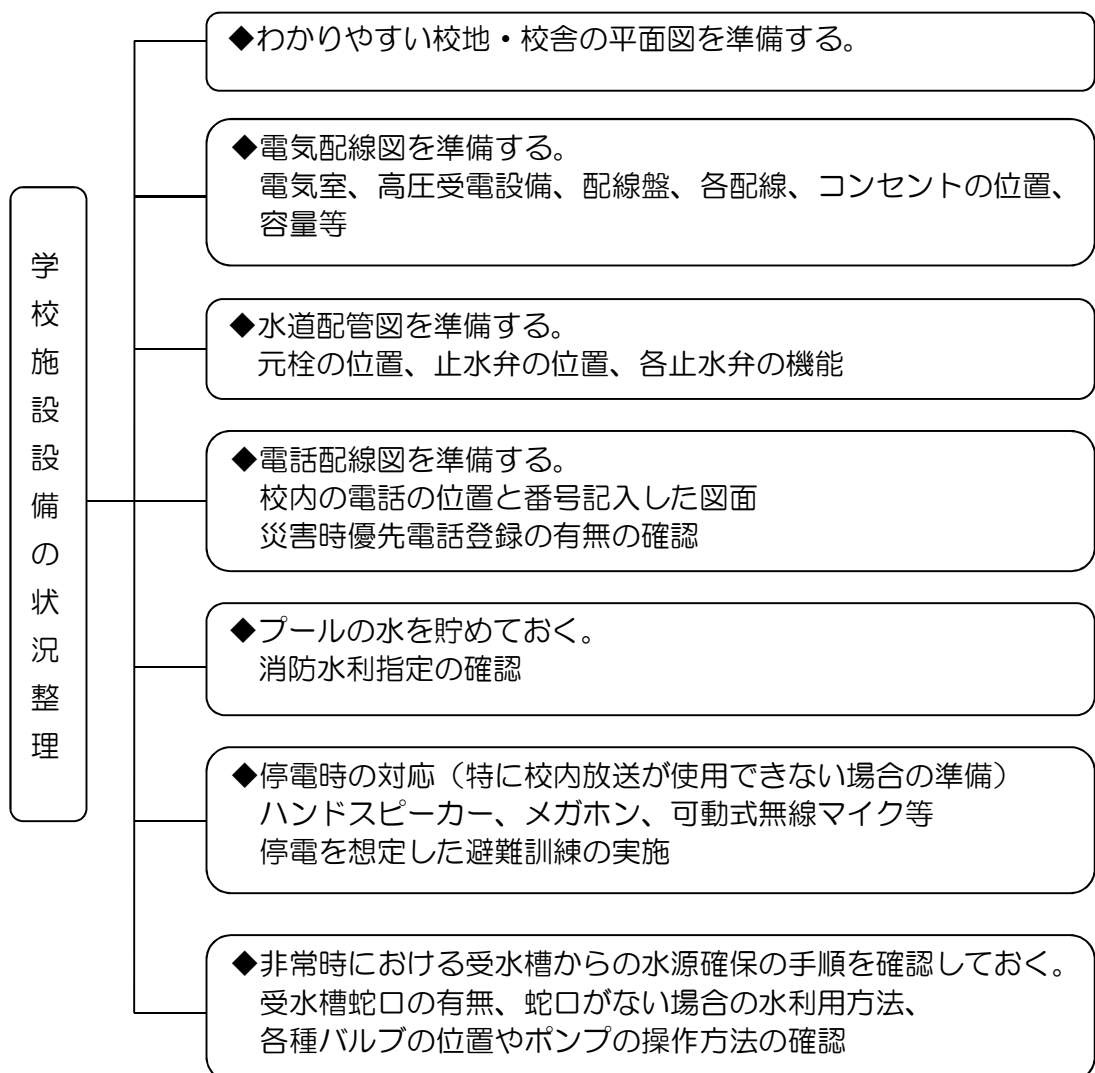 学校施設設備の状況整理
◆わかりやすい校地・校舎の平面図を準備する。
◆電気配線図を準備する。
電気室、高圧受電設備、配線盤、各配線、コンセントの位置、
容量等
◆水道配管図を準備する。
元栓の位置、止水弁の位置、各止水弁の機能
◆電話配線図を準備する。
校内の電話の位置と番号記入した図面
災害時優先電話登録の有無の確認
◆プールの水を貯めておく。
消防水利指定の確認
◆停電時の対応（特に校内放送が使用できない場合の準備）
ハンドスピーカー、メガホン、可動式無線マイク等
停電を想定した避難訓練の実施
◆非常時における受水槽からの水源確保の手順を確認しておく。
受水槽蛇口の有無、蛇口がない場合の水利用方法、
各種バルブの位置やポンプの操作方法の確認